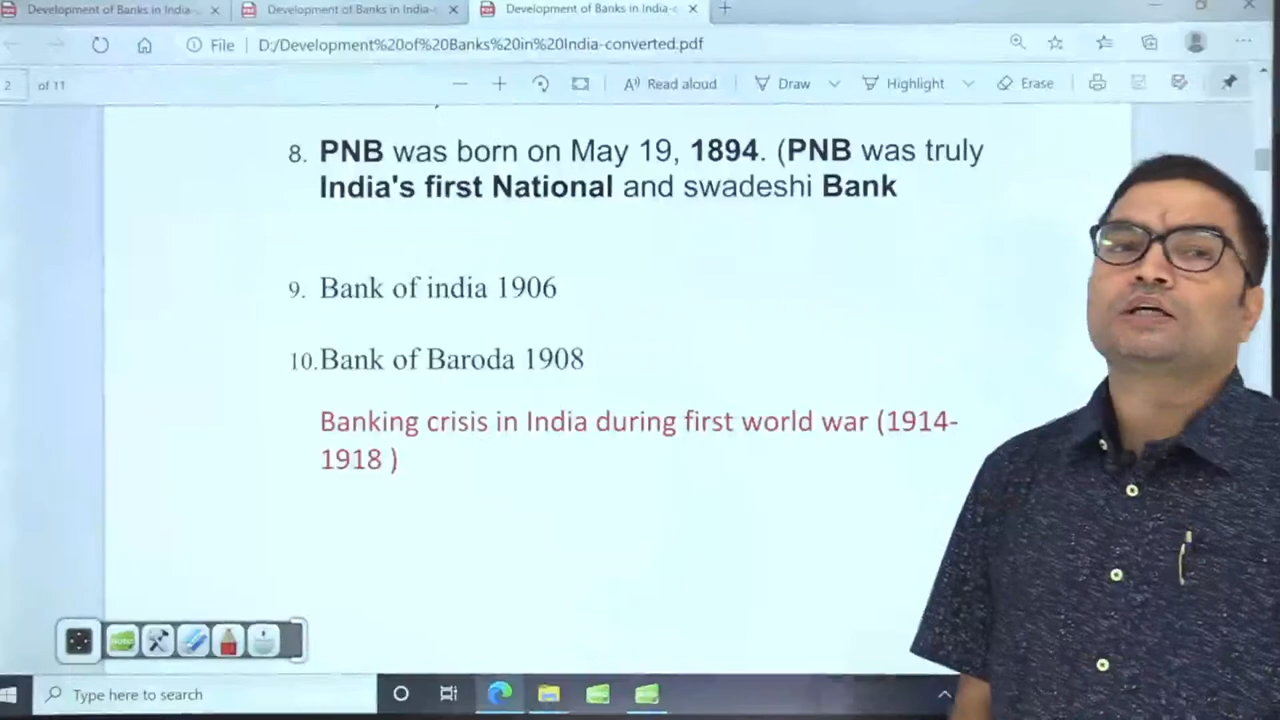 Development of Banks in India-
Development of Banks in India-c
Development of Banks in India-c
File | D:/Development%20of%20Banks%20in%20India-converted.pdf
2 of 11
Read aloud
Draw
Highlight
Erase
8. PNB was born on May 19, 1894. (PNB was truly
India's first National and swadeshi Bank
9. Bank of india 1906
10.Bank of Baroda 1908
Banking crisis in India during first world war (1914-
1918 )
Type here to search